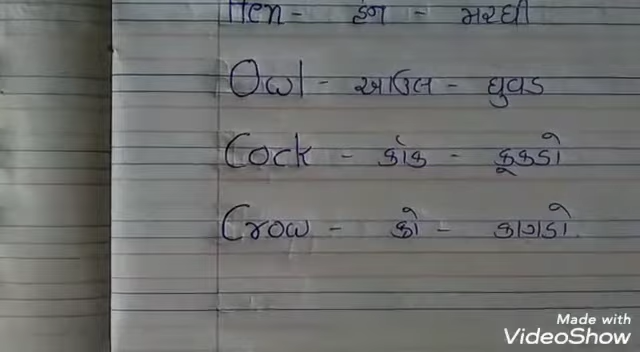 Hen - હેન - મરઘી
Owl - આઉલ - ઘુવડ
Cock - કૉક - કૂકડો
Crow - ક્રો - કાગડો
Made with
VideoShow